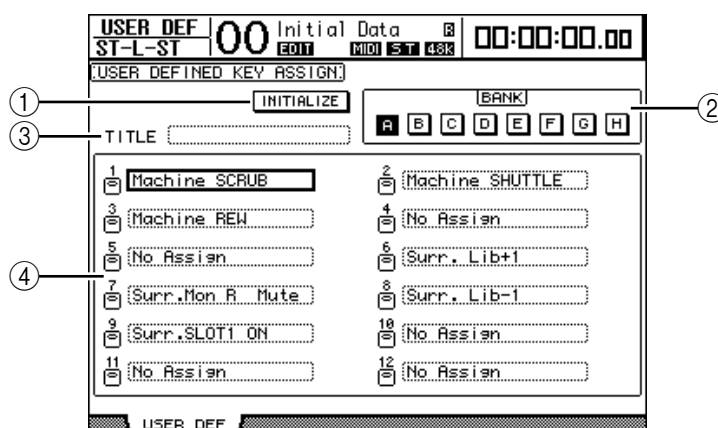 USER DEF 00 Initial Data R 00:00:00.00
ST-L-ST EDIT MIDI ST 48K
USER DEFINED KEY ASSIGN
① INITIALIZE BANK ②
③ TITLE A B C D E F G H
1 Machine SCRUB 2 Machine SHUTTLE
3 Machine REW 4 No Assign
④ 5 No Assign 6 Surr. Lib+1
7 Surr.Mon R Mute 8 Surr. Lib-1
9 Surr.SLOT1 ON 10 No Assign
11 No Assign 12 No Assign
USER DEF